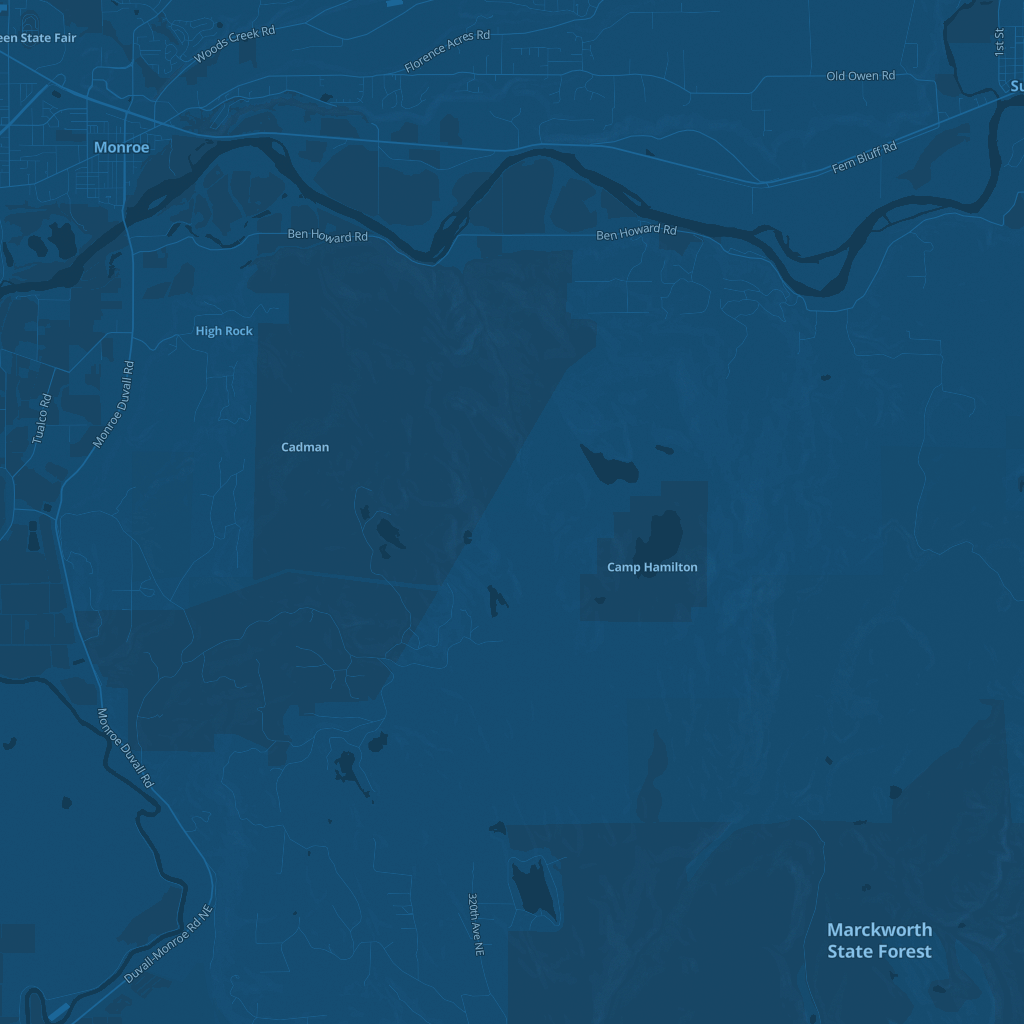 Woods Creek Rd
Florence Acres Rd
1st St
een State Fair
Old Owen Rd
Su
Monroe
Fern Bluff Rd
Ben Howard Rd
Ben Howard Rd
High Rock
Monroe Duvall Rd
Tualco Rd
Cadman
Camp Hamilton
Monroe Duvall Rd
320th Ave NE
Duvall-Monroe Rd NE
Marckworth
State Forest